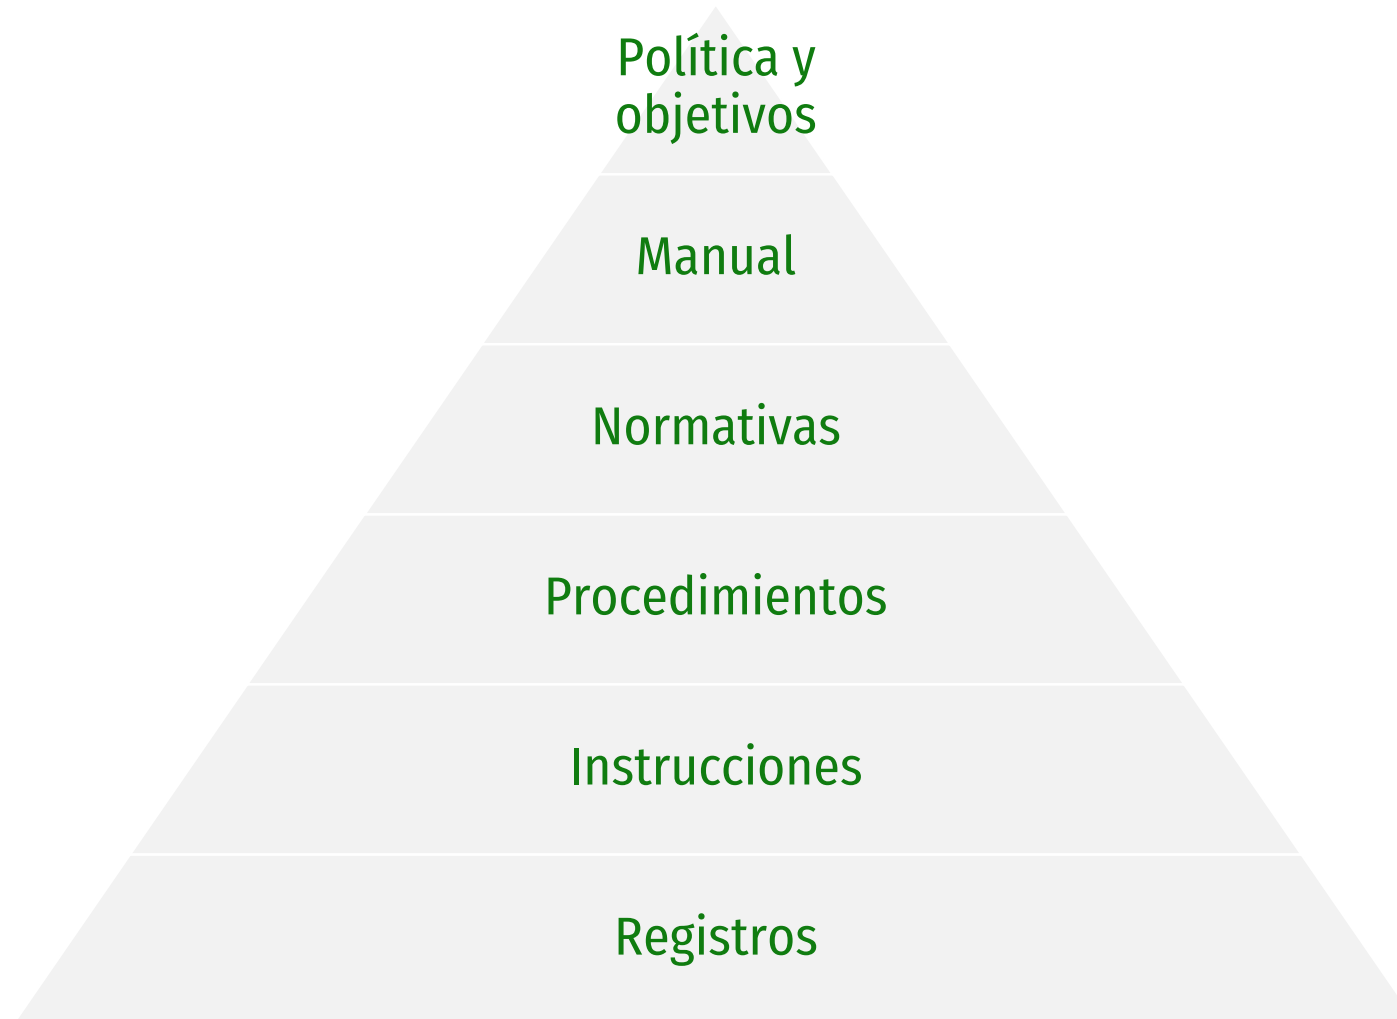 Política y
objetivos
Manual
Normativas
Procedimientos
Instrucciones
Registros